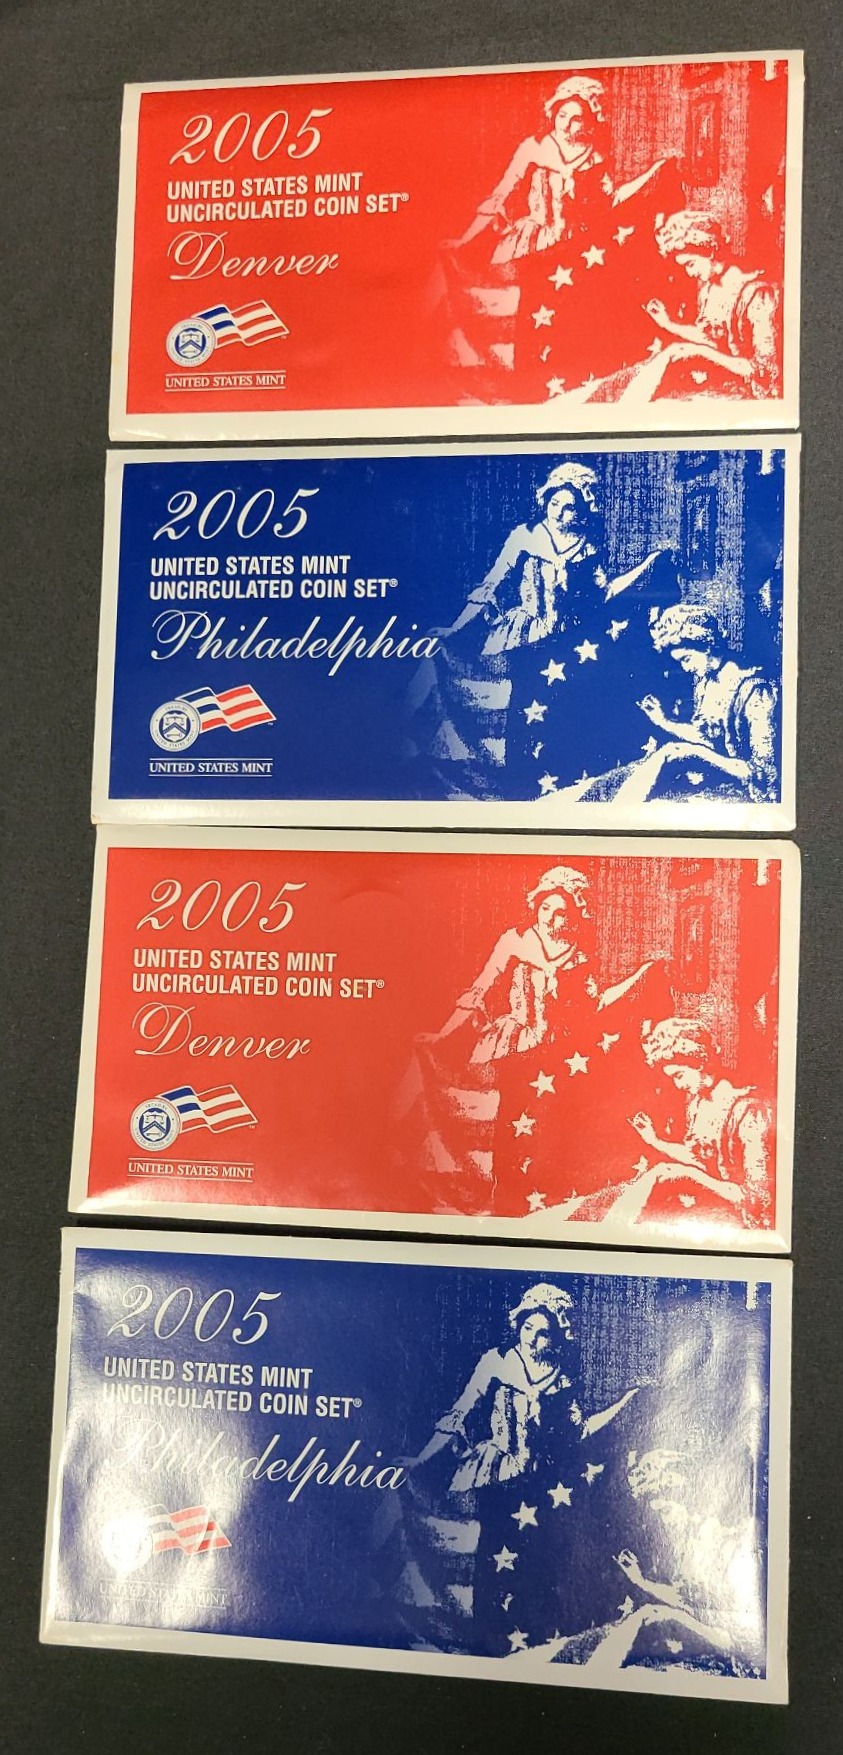 2005
UNITED STATES MINT
UNCIRCULATED COIN SET®
Denver
UNITED STATES MINT
2005
UNITED STATES MINT
UNCIRCULATED COIN SET®
Philadelphia
UNITED STATES MINT
2005
UNITED STATES MINT
UNCIRCULATED COIN SET®
Denver
UNITED STATES MINT
2005
UNITED STATES MINT
UNCIRCULATED COIN SET®
Philadelphia
UNITED STATES MINT